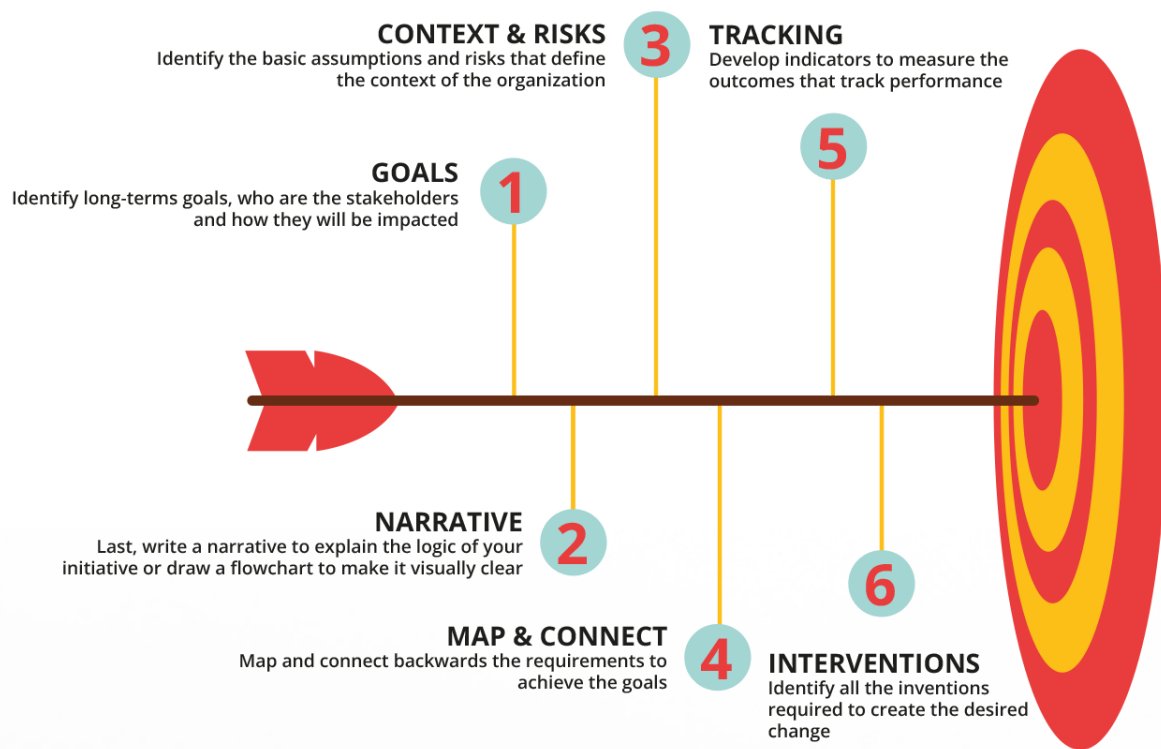 GOALS
Identify long-terms goals, who are the stakeholders
and how they will be impacted
1
NARRATIVE
Last, write a narrative to explain the logic of your
initiative or draw a flowchart to make it visually clear
2
CONTEXT & RISKS
Identify the basic assumptions and risks that define
the context of the organization
3
MAP & CONNECT
Map and connect backwards the requirements to
achieve the goals
4
TRACKING
Develop indicators to measure the
outcomes that track performance
5
6
INTERVENTIONS
Identify all the inventions
required to create the desired
change